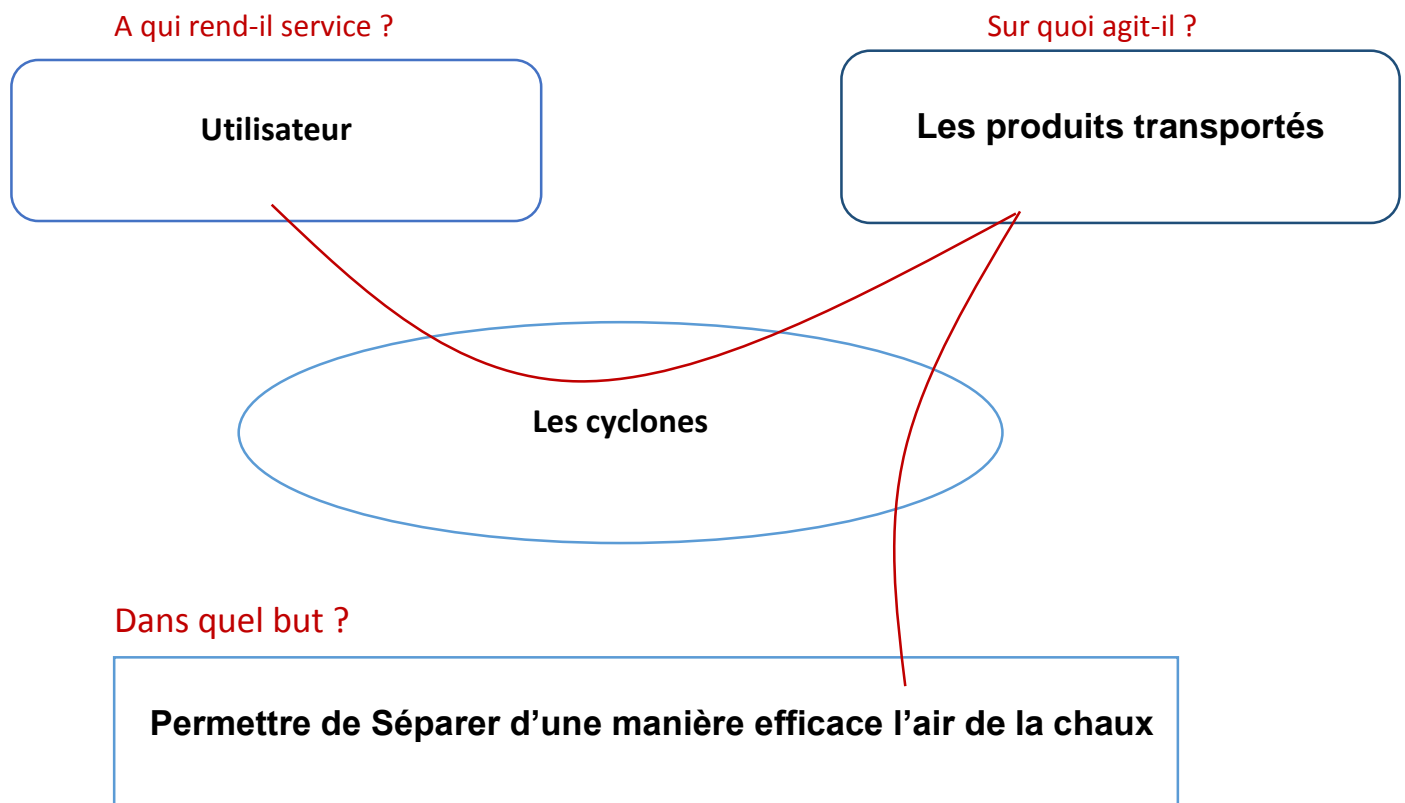 A qui rend-il service ?
Sur quoi agit-il ?
Utilisateur
Les produits transportés
Les cyclones
Dans quel but ?
Permettre de Séparer d’une manière efficace l’air de la chaux